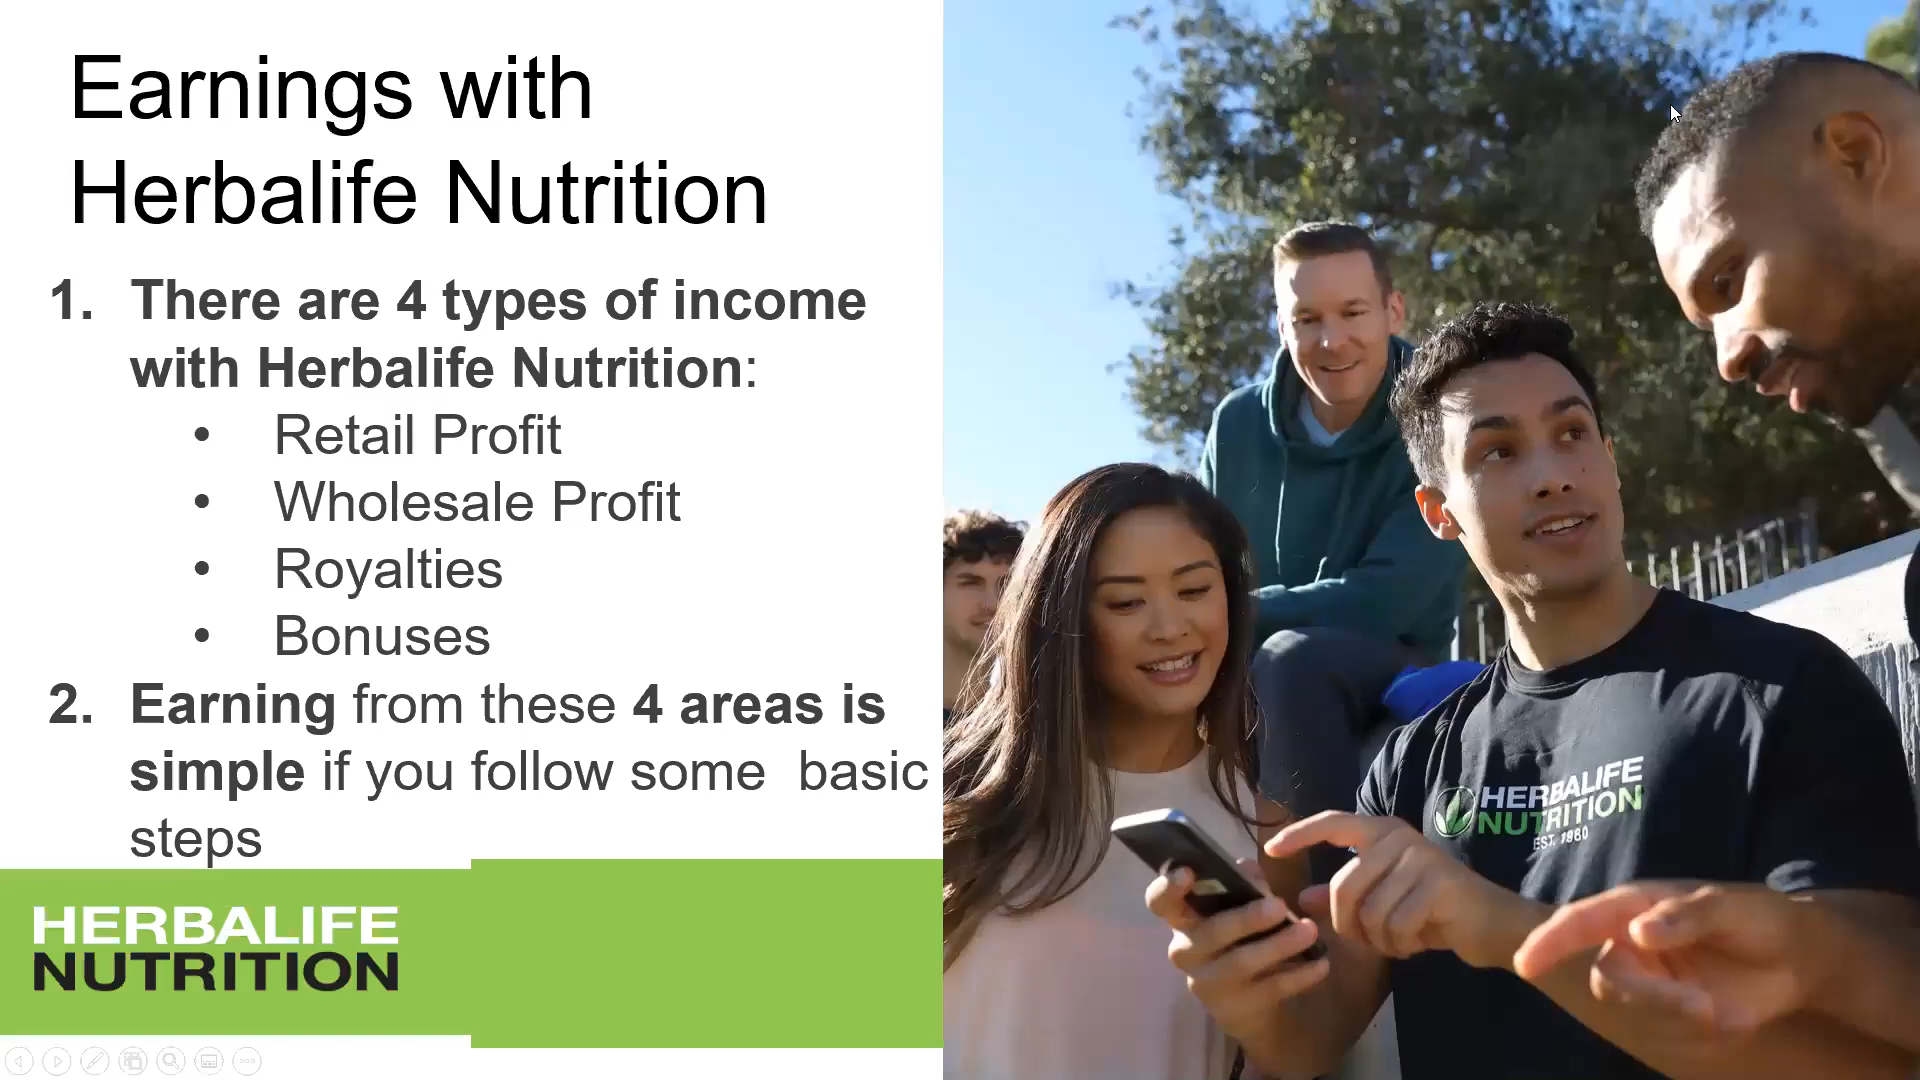 Earnings with
Herbalife Nutrition
1. There are 4 types of income
with Herbalife Nutrition:
• Retail Profit
• Wholesale Profit
• Royalties
• Bonuses
2. Earning from these 4 areas is
simple if you follow some  basic
steps
HERBALIFE
NUTRITION
HERBALIFE
NUTRITION
EST. 1980